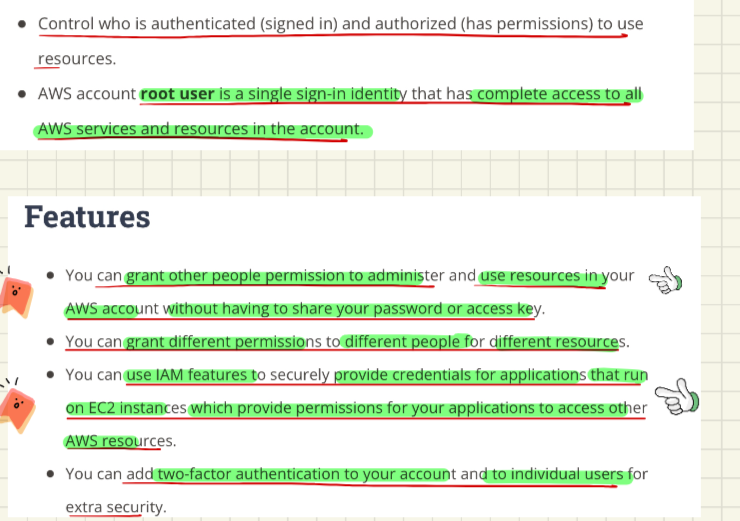 ● Control who is authenticated (signed in) and authorized (has permissions) to use
resources.
● AWS account root user is a single sign-in identity that has complete access to all
AWS services and resources in the account.
Features
● You can grant other people permission to administer and use resources in your
AWS account without having to share your password or access key.
● You can grant different permissions to different people for different resources.
● You can use IAM features to securely provide credentials for applications that run
on EC2 instances which provide permissions for your applications to access other
AWS resources.
● You can add two-factor authentication to your account and to individual users for
extra security.